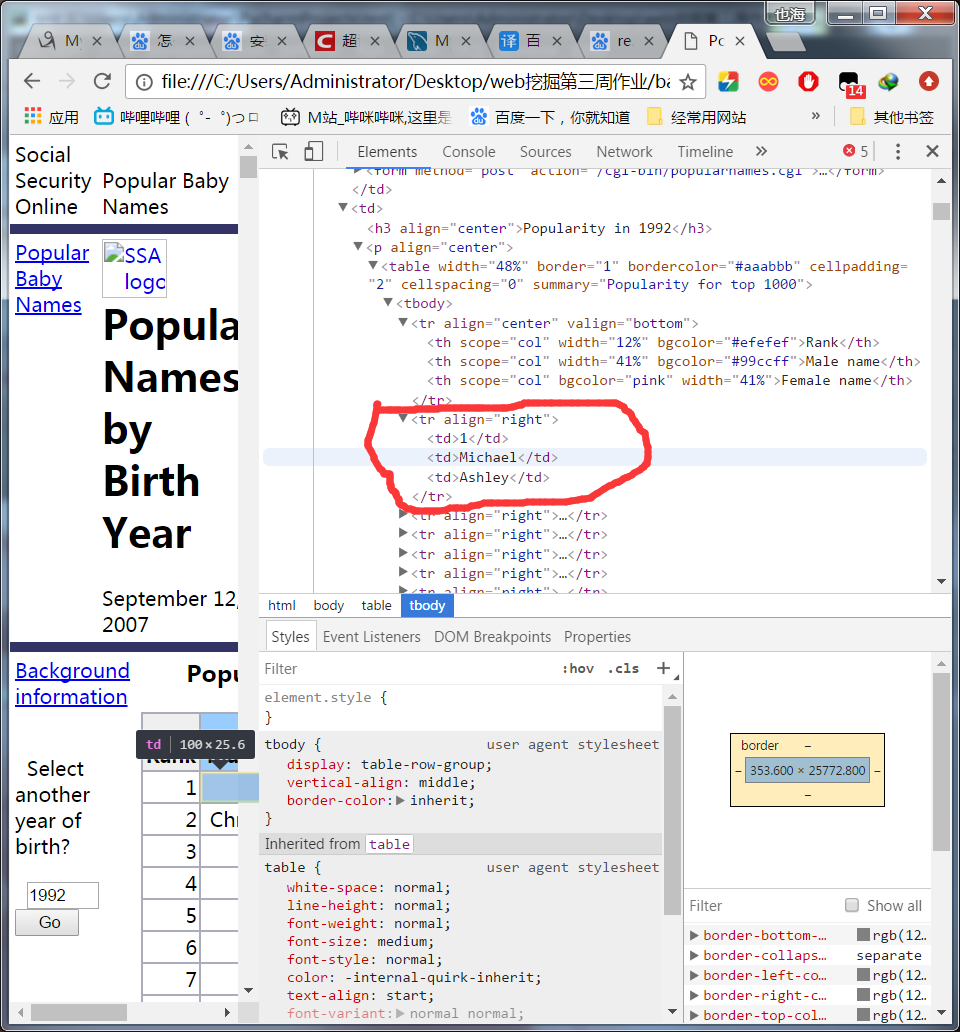 也海
My
怎
安
超
M
译 百
re
Po
file:///C:/Users/Administrator/Desktop/web挖掘第三周作业/ba
14
应用
哔哩哔哩 ( ゜- ゜)つロ
M站_哔咪哔咪,这里是
百度一下，你就知道
经常用网站
»
其他书签
Social
Security
Online
Popular Baby
Names
Popular
Baby
Names
SSA
logo
Popula
Names
by
Birth
Year
September 12,
2007
Background
information
Popu
Select
another
year of
birth?
1992
Go
td 100×25.6
Rank
1
2 Chr
3
4
5
6
7
Elements Console Sources Network Timeline » 5
<form method="post" action="/cgi-bin/popularnames.cgi">…</form>
</td>
<td>
<h3 align="center">Popularity in 1992</h3>
<p align="center">
<table width="48%" border="1" bordercolor="#aaabbb" cellpadding=
"2" cellspacing="0" summary="Popularity for top 1000">
<tbody>
<tr align="center" valign="bottom">
<th scope="col" width="12%" bgcolor="#efefef">Rank</th>
<th scope="col" width="41%" bgcolor="#99ccff">Male name</th>
<th scope="col" bgcolor="pink" width="41%">Female name</th>
</tr>
<tr align="right">
<td>1</td>
<td>Michael</td>
<td>Ashley</td>
</tr>
<tr align="right">…</tr>
<tr align="right">…</tr>
<tr align="right">…</tr>
<tr align="right">…</tr>
<tr align="right">…</tr>
html body table tbody
Styles Event Listeners DOM Breakpoints Properties
Filter :hov .cls +
element.style {
}
tbody { user agent stylesheet
display: table-row-group;
vertical-align: middle;
border-color: inherit;
}
Inherited from table
table { user agent stylesheet
white-space: normal;
line-height: normal;
font-weight: normal;
font-size: medium;
font-style: normal;
color: -internal-quirk-inherit;
text-align: start;
font-variant: normal normal;
border –
– 353.600 × 25772.800 –
–
Filter Show all
border-bottom-… rgb(12…
border-collaps… separate
border-left-co… rgb(12…
border-right-c… rgb(12…
border-top-col… rgb(12…